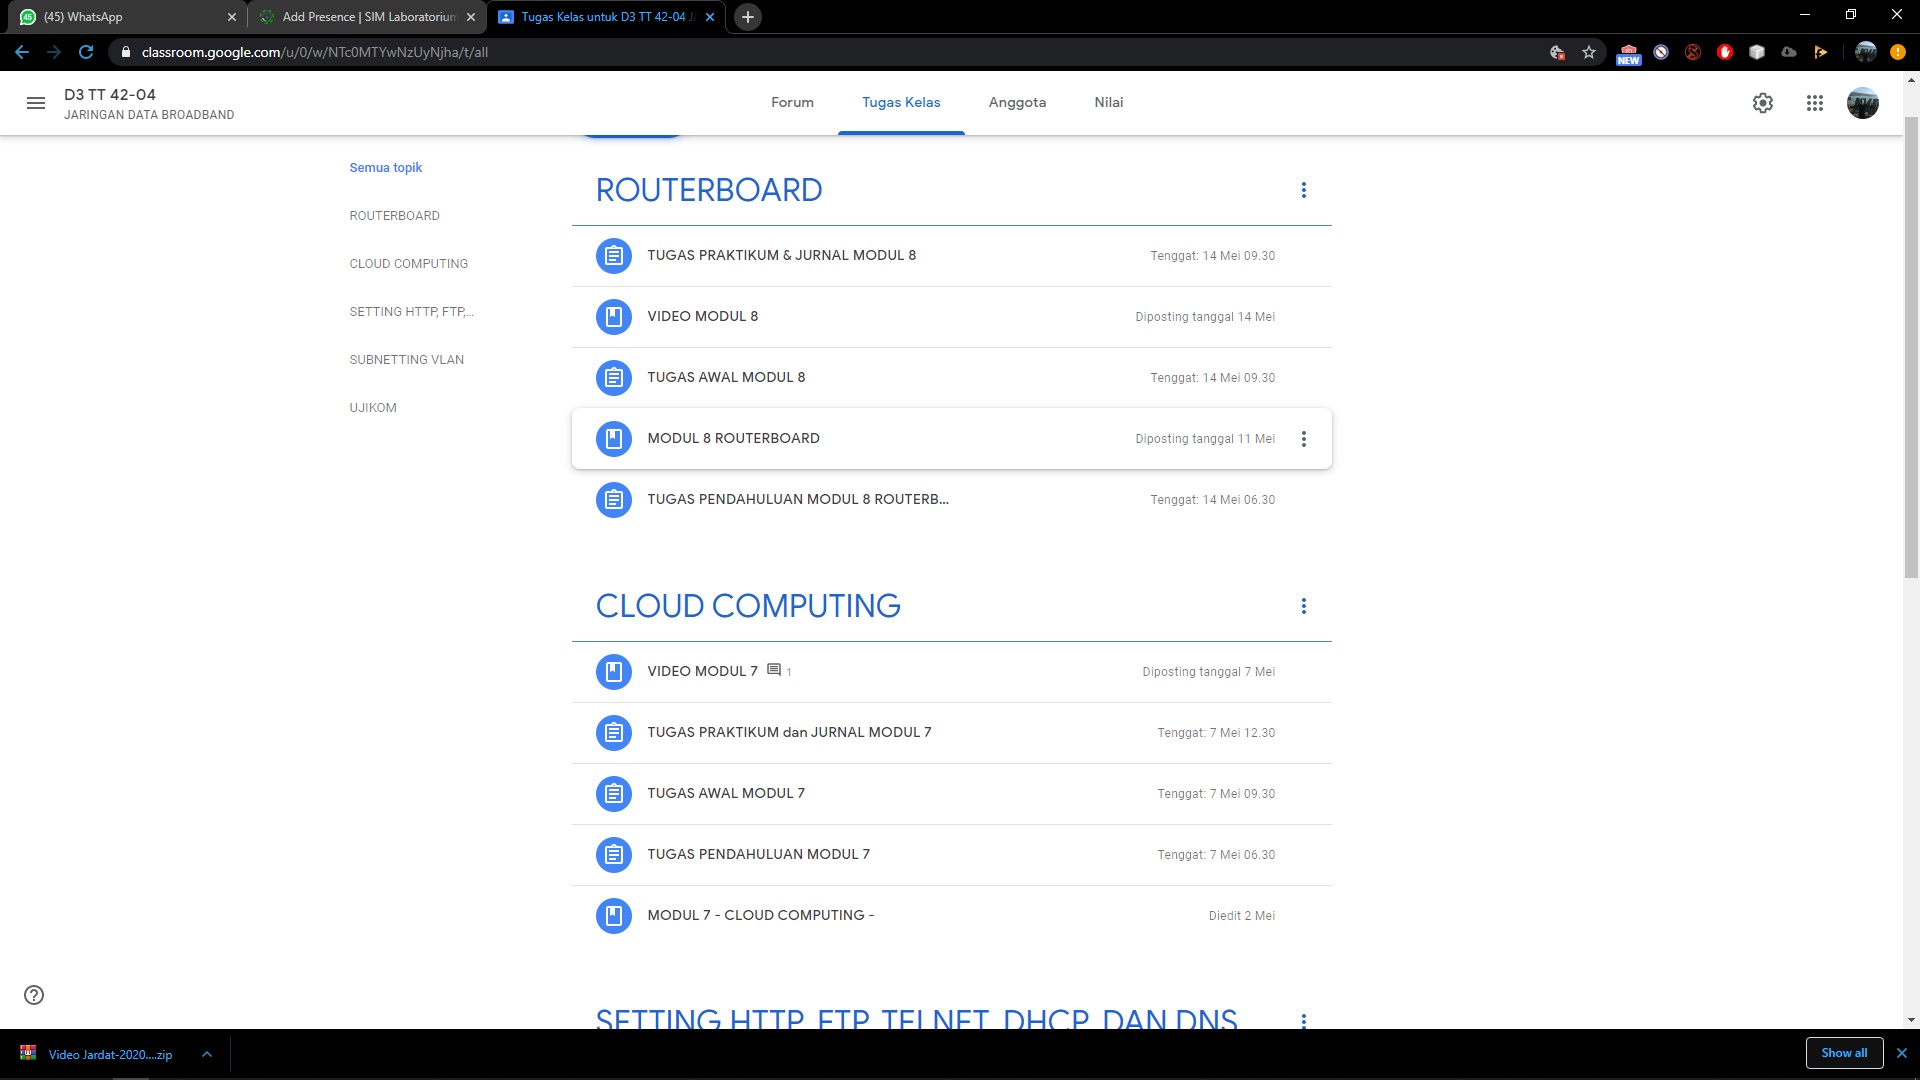 (45) WhatsApp
Add Presence | SIM Laboratorium
Tugas Kelas untuk D3 TT 42-04
classroom.google.com/u/0/w/NTc0MTYwNzUyNjha/t/all
NEW
D3 TT 42-04
JARINGAN DATA BROADBAND
Forum
Tugas Kelas
Anggota
Nilai
Semua topik
ROUTERBOARD
CLOUD COMPUTING
SETTING HTTP, FTP,...
SUBNETTING VLAN
UJIKOM
ROUTERBOARD
TUGAS PRAKTIKUM & JURNAL MODUL 8
Tenggat: 14 Mei 09.30
VIDEO MODUL 8
Diposting tanggal 14 Mei
TUGAS AWAL MODUL 8
Tenggat: 14 Mei 09.30
MODUL 8 ROUTERBOARD
Diposting tanggal 11 Mei
TUGAS PENDAHULUAN MODUL 8 ROUTERB...
Tenggat: 14 Mei 06.30
CLOUD COMPUTING
VIDEO MODUL 7 1
Diposting tanggal 7 Mei
TUGAS PRAKTIKUM dan JURNAL MODUL 7
Tenggat: 7 Mei 12.30
TUGAS AWAL MODUL 7
Tenggat: 7 Mei 09.30
TUGAS PENDAHULUAN MODUL 7
Tenggat: 7 Mei 06.30
MODUL 7 - CLOUD COMPUTING -
Diedit 2 Mei
SETTING HTTP, FTP, TELNET, DHCP, DAN DNS
Video Jardat-2020....zip
Show all